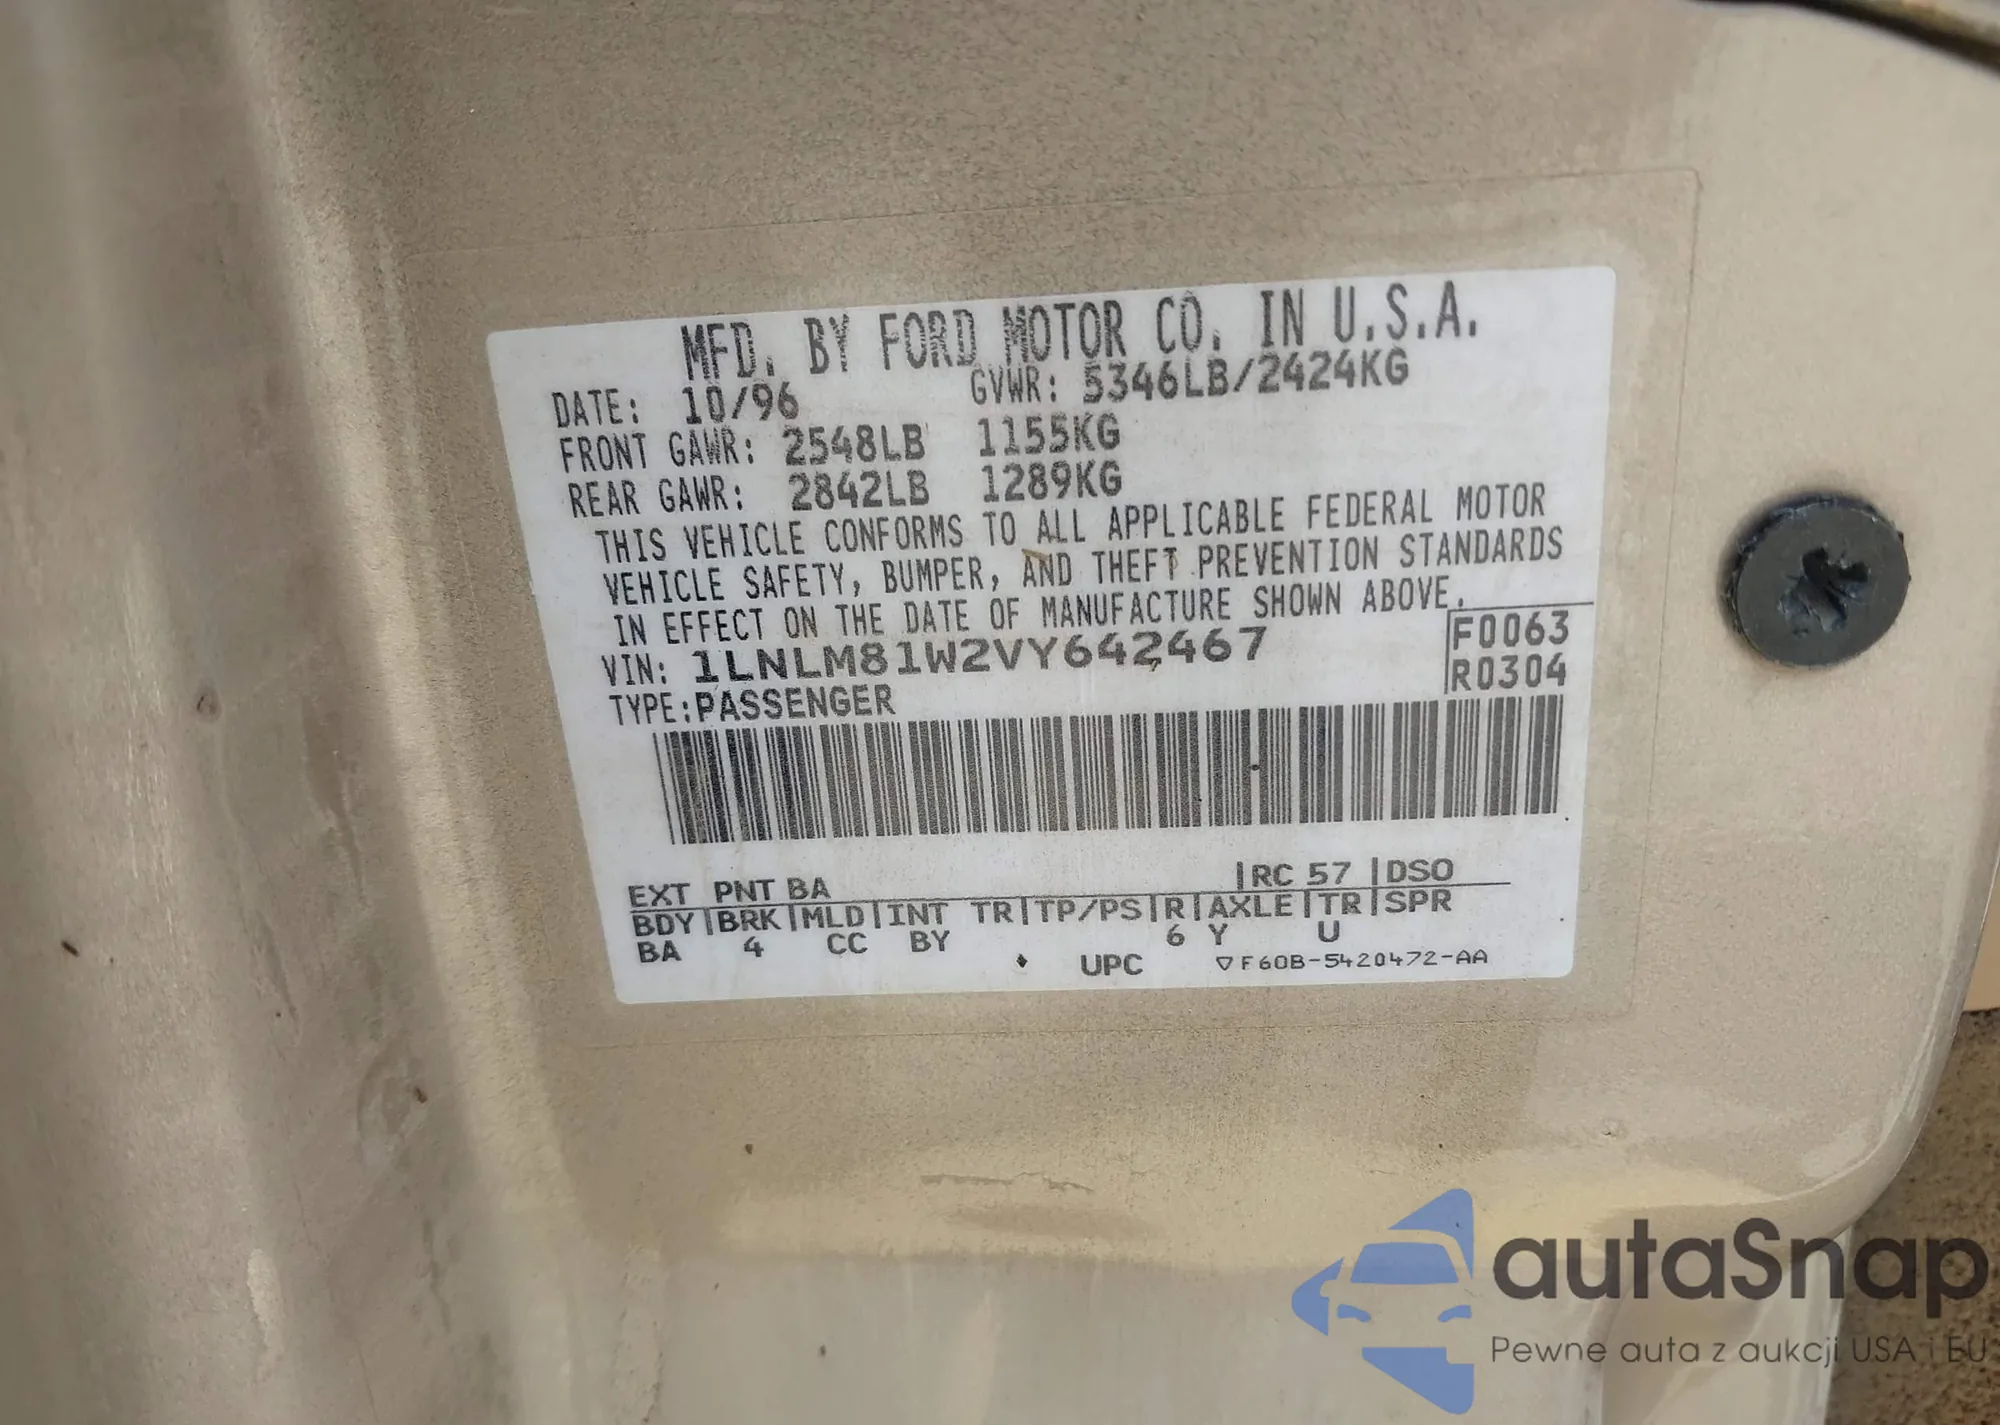 MFD. BY FORD MOTOR CO. IN U.S.A.
DATE: 10/96 GVWR: 5346LB/2424KG
FRONT GAWR: 2548LB 1155KG
REAR GAWR: 2842LB 1289KG
THIS VEHICLE CONFORMS TO ALL APPLICABLE FEDERAL MOTOR
VEHICLE SAFETY, BUMPER, AND THEFT PREVENTION STANDARDS
IN EFFECT ON THE DATE OF MANUFACTURE SHOWN ABOVE.
VIN: 1LNLM81W2VY642467 F0063
TYPE: PASSENGER R0304
EXT PNT BA RC 57 DSO
BDY BRK MLD INT TR TP/PS R AXLE TR SPR
BA 4 CC BY 6 Y U
UPC ▽F60B-5420472-AA
autaSnap
Pewne auta z aukcji USA i EU